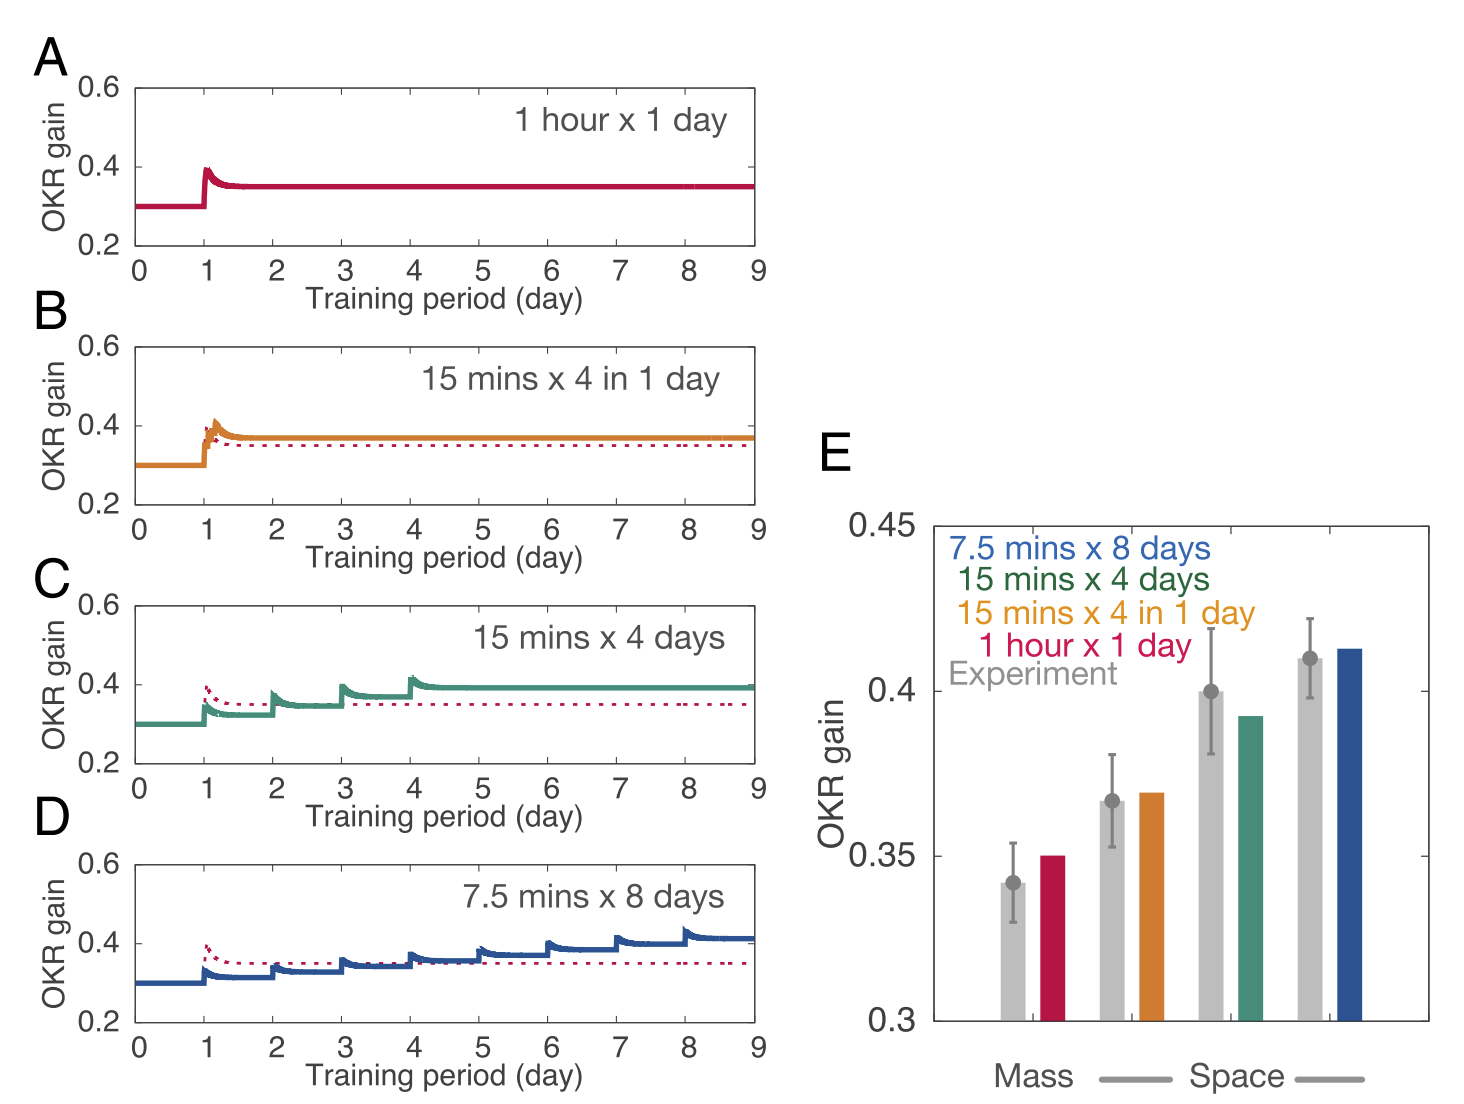 A
0.6
0.4
0.2
OKR gain
1 hour x 1 day
0 1 2 3 4 5 6 7 8 9
Training period (day)
B
0.6
0.4
0.2
OKR gain
15 mins x 4 in 1 day
0 1 2 3 4 5 6 7 8 9
Training period (day)
C
0.6
0.4
0.2
OKR gain
15 mins x 4 days
0 1 2 3 4 5 6 7 8 9
Training period (day)
D
0.6
0.4
0.2
OKR gain
7.5 mins x 8 days
0 1 2 3 4 5 6 7 8 9
Training period (day)
E
0.45
0.4
0.35
0.3
OKR gain
7.5 mins x 8 days
15 mins x 4 days
15 mins x 4 in 1 day
1 hour x 1 day
Experiment
Mass Space